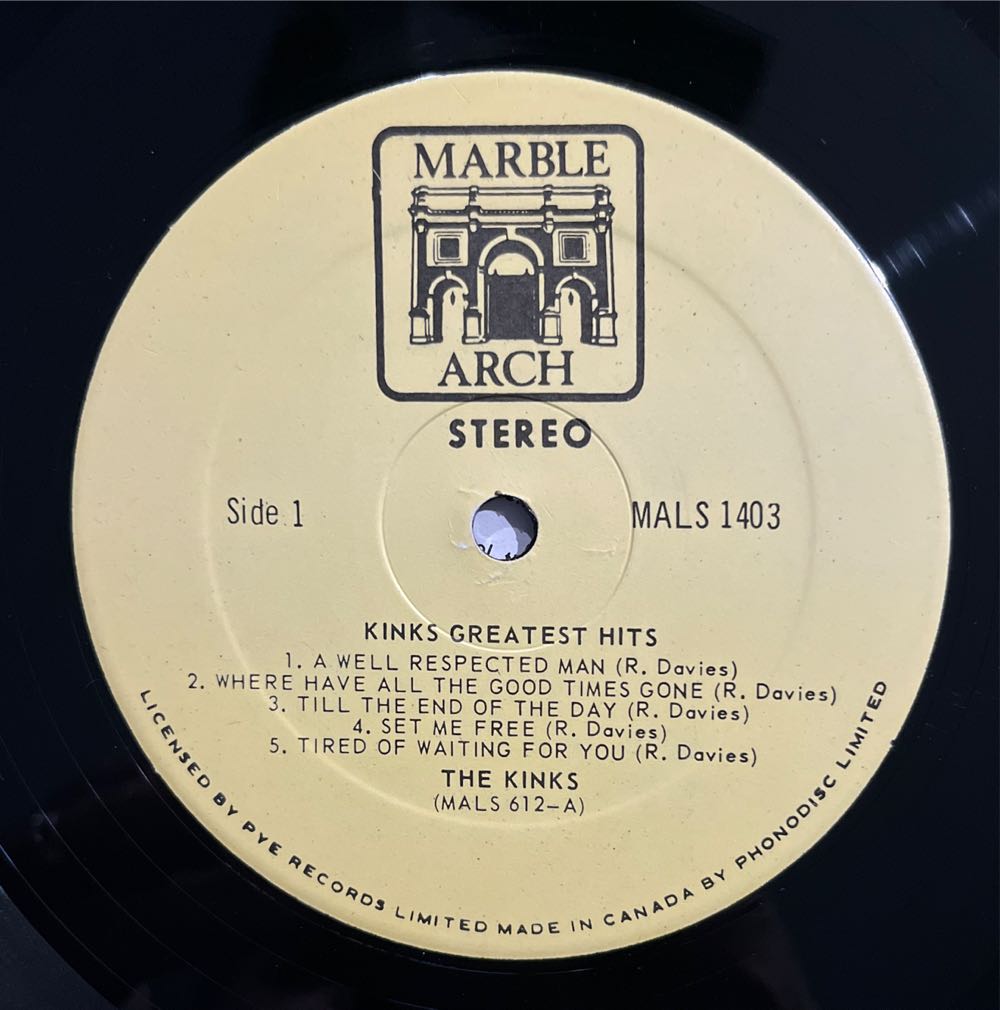 MARBLE
ARCH
STEREO
Side 1
MALS 1403
KINKS GREATEST HITS
1. A WELL RESPECTED MAN (R. Davies)
2. WHERE HAVE ALL THE GOOD TIMES GONE (R. Davies)
3. TILL THE END OF THE DAY (R. Davies)
4. SET ME FREE (R. Davies)
5. TIRED OF WAITING FOR YOU (R. Davies)
THE KINKS
(MALS 612-A)
LICENSED BY PYE RECORDS LIMITED MADE IN CANADA BY PHONODISC LIMITED